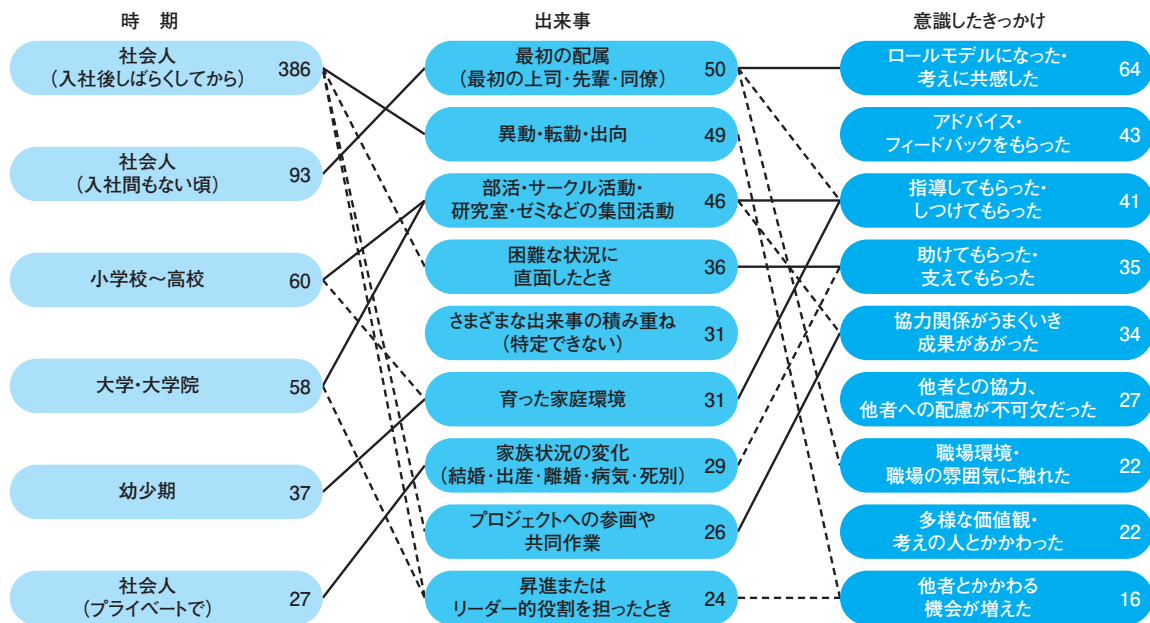 時　期
社会人
(入社後しばらくしてから)
386
社会人
(入社間もない頃)
93
小学校～高校
60
大学・大学院
58
幼少期
37
社会人
(プライベートで)
27
出来事
最初の配属
(最初の上司・先輩・同僚)
50
異動・転勤・出向
49
部活・サークル活動・
研究室・ゼミなどの集団活動
46
困難な状況に
直面したとき
36
さまざまな出来事の積み重ね
(特定できない)
31
育った家庭環境
31
家族状況の変化
(結婚・出産・離婚・病気・死別)
29
プロジェクトへの参画や
共同作業
26
昇進または
リーダー的役割を担ったとき
24
意識したきっかけ
ロールモデルになった・
考えに共感した
64
アドバイス・
フィードバックをもらった
43
指導してもらった・
しつけてもらった
41
助けてもらった・
支えてもらった
35
協力関係がうまくいき
成果があがった
34
他者との協力、
他者への配慮が不可欠だった
27
職場環境・
職場の雰囲気に触れた
22
多様な価値観・
考えの人とかかわった
22
他者とかかわる
機会が増えた
16